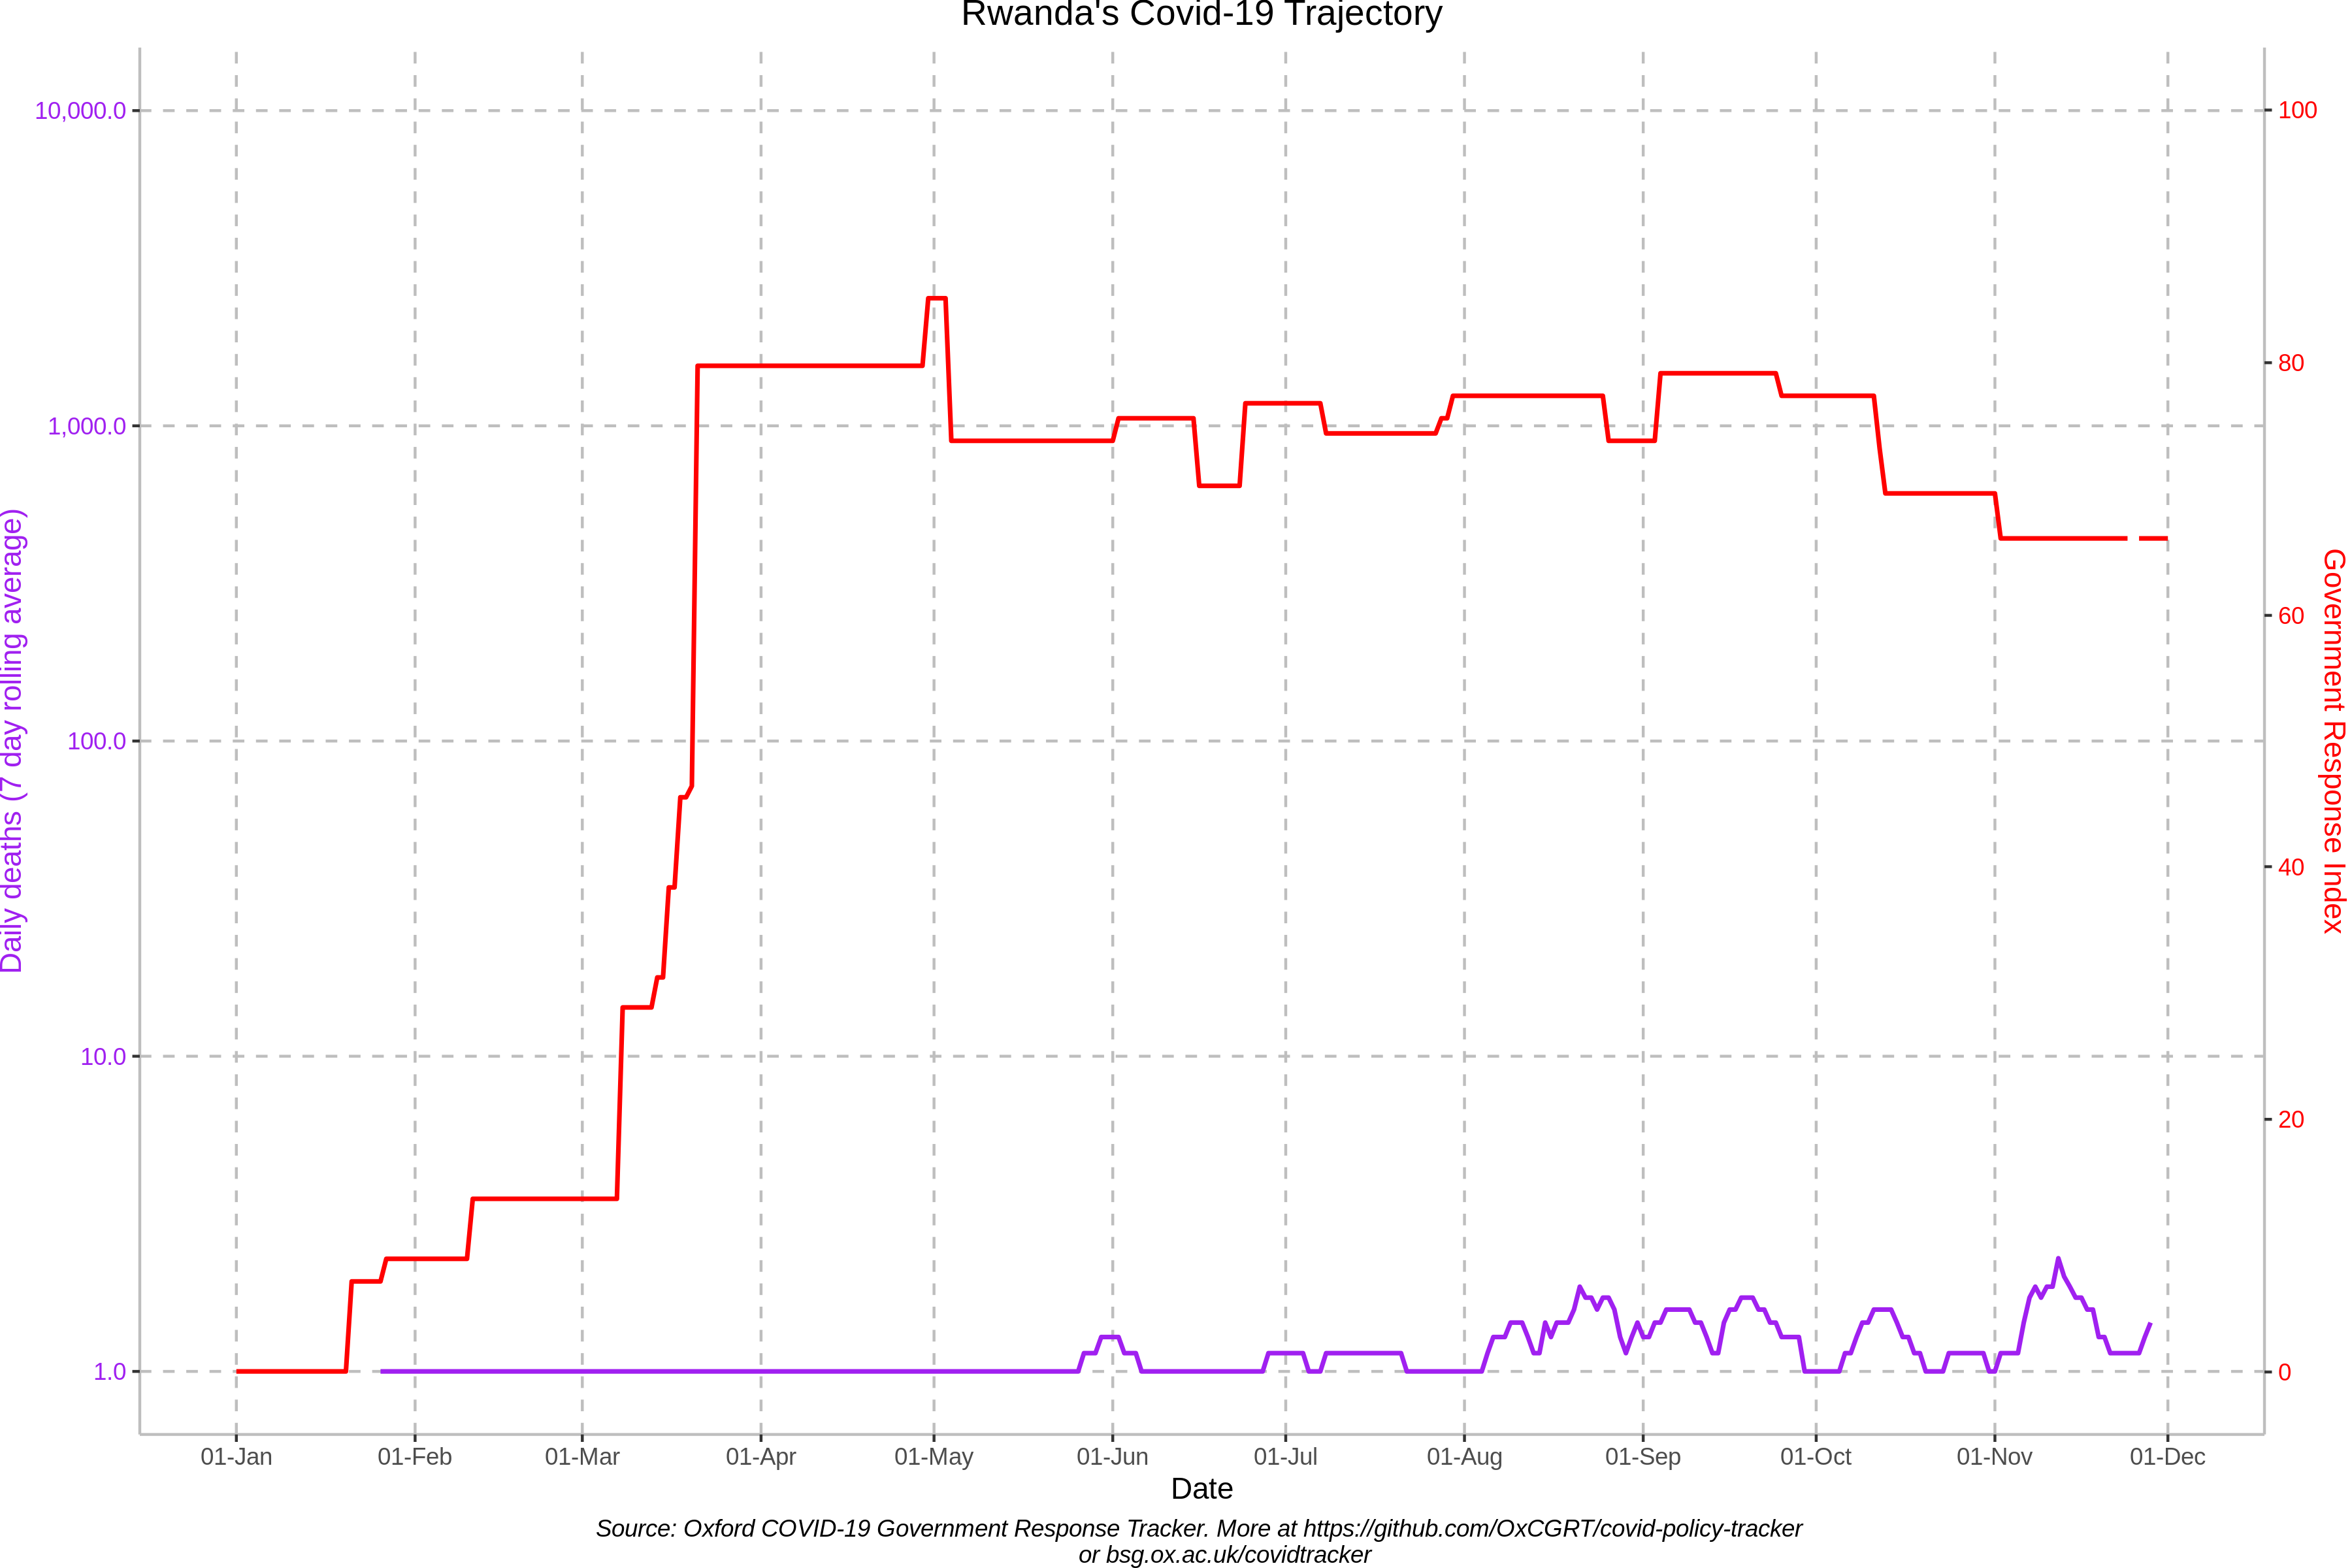 Rwanda's Covid-19 Trajectory
10,000.0
1,000.0
100.0
10.0
1.0
Daily deaths (7 day rolling average)
100
80
60
40
20
0
Government Response Index
01-Jan
01-Feb
01-Mar
01-Apr
01-May
01-Jun
01-Jul
01-Aug
01-Sep
01-Oct
01-Nov
01-Dec
Date
Source: Oxford COVID-19 Government Response Tracker. More at https://github.com/OxCGRT/covid-policy-tracker
or bsg.ox.ac.uk/covidtracker